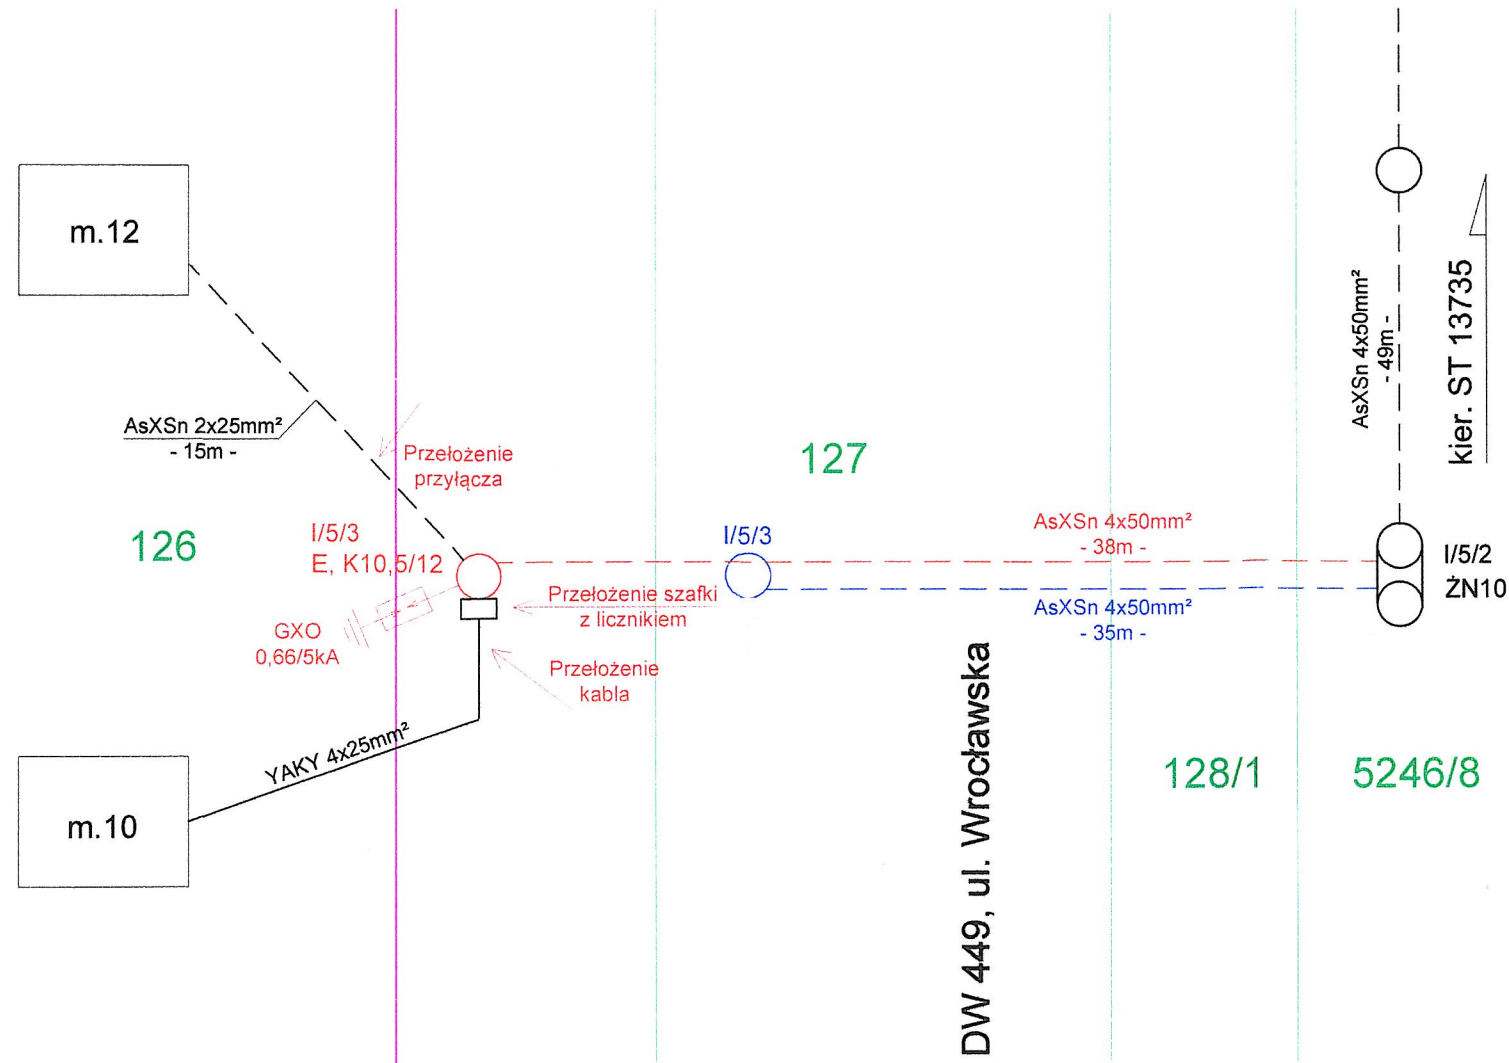 m.12
AsXSn 2x25mm²
- 15m -
Przełożenie
przyłącza
126
I/5/3
E, K10,5/12
GXO
0,66/5kA
Przełożenie szafki
z licznikiem
Przełożenie
kabla
YAKY 4x25mm²
m.10
127
I/5/3
AsXSn 4x50mm²
- 38m -
AsXSn 4x50mm²
- 35m -
DW 449, ul. Wrocławska
128/1
5246/8
AsXSn 4x50mm²
- 49m -
kier. ST 13735
I/5/2
ŻN10